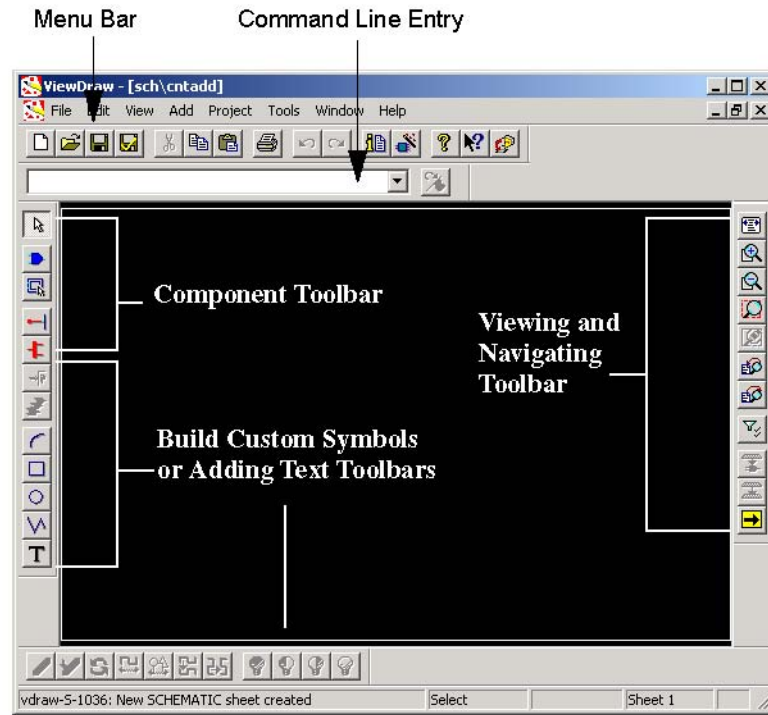 Menu Bar
Command Line Entry
ViewDraw - [sch\cntadd]
File Edit View Add Project Tools Window Help
Component Toolbar
Viewing and
Navigating
Toolbar
Build Custom Symbols
or Adding Text Toolbars
T
vdraw-S-1036: New SCHEMATIC sheet created
Select
Sheet 1